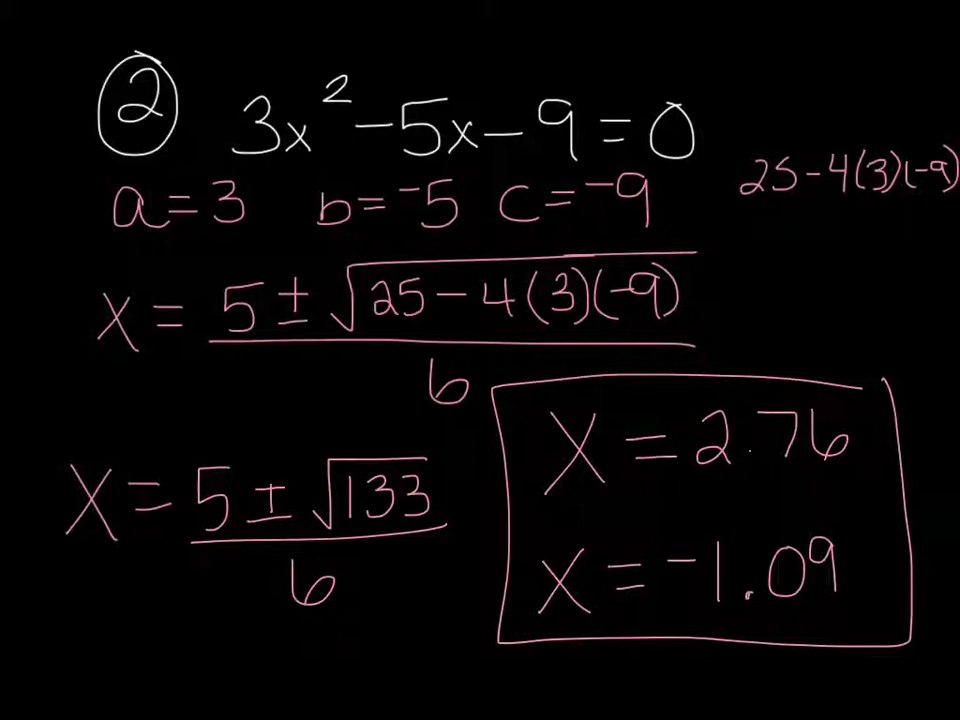 ② 3x² - 5x - 9 = 0
25 - 4(3)(-9)
a = 3 b = ⁻5 c = ⁻9
x = (5 ± √(25 - 4(3)(-9))) / 6
x = (5 ± √133) / 6
x = 2.76
x = ⁻1.09